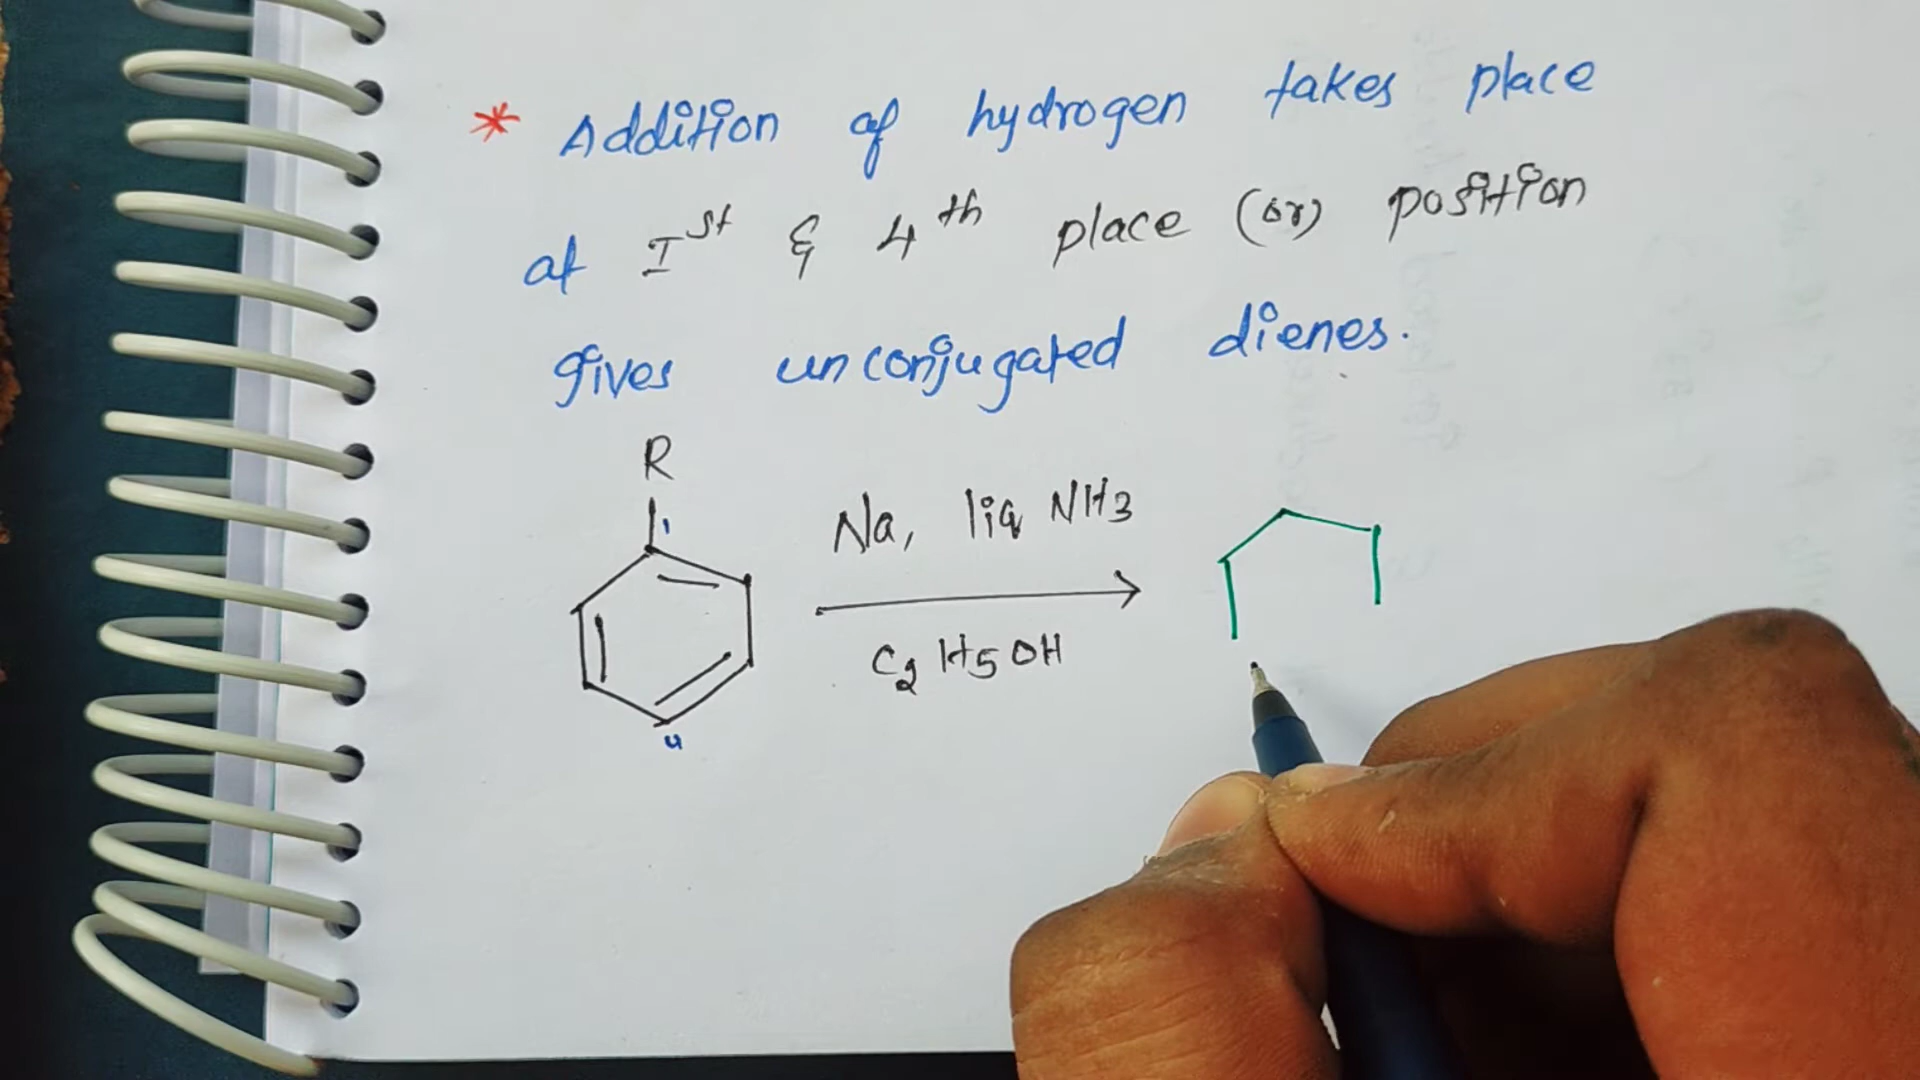 * Addition of hydrogen takes place
at Ist & 4th place (or) position
gives unconjugated dienes.
R
1
4
Na, liq NH3
C2H5OH